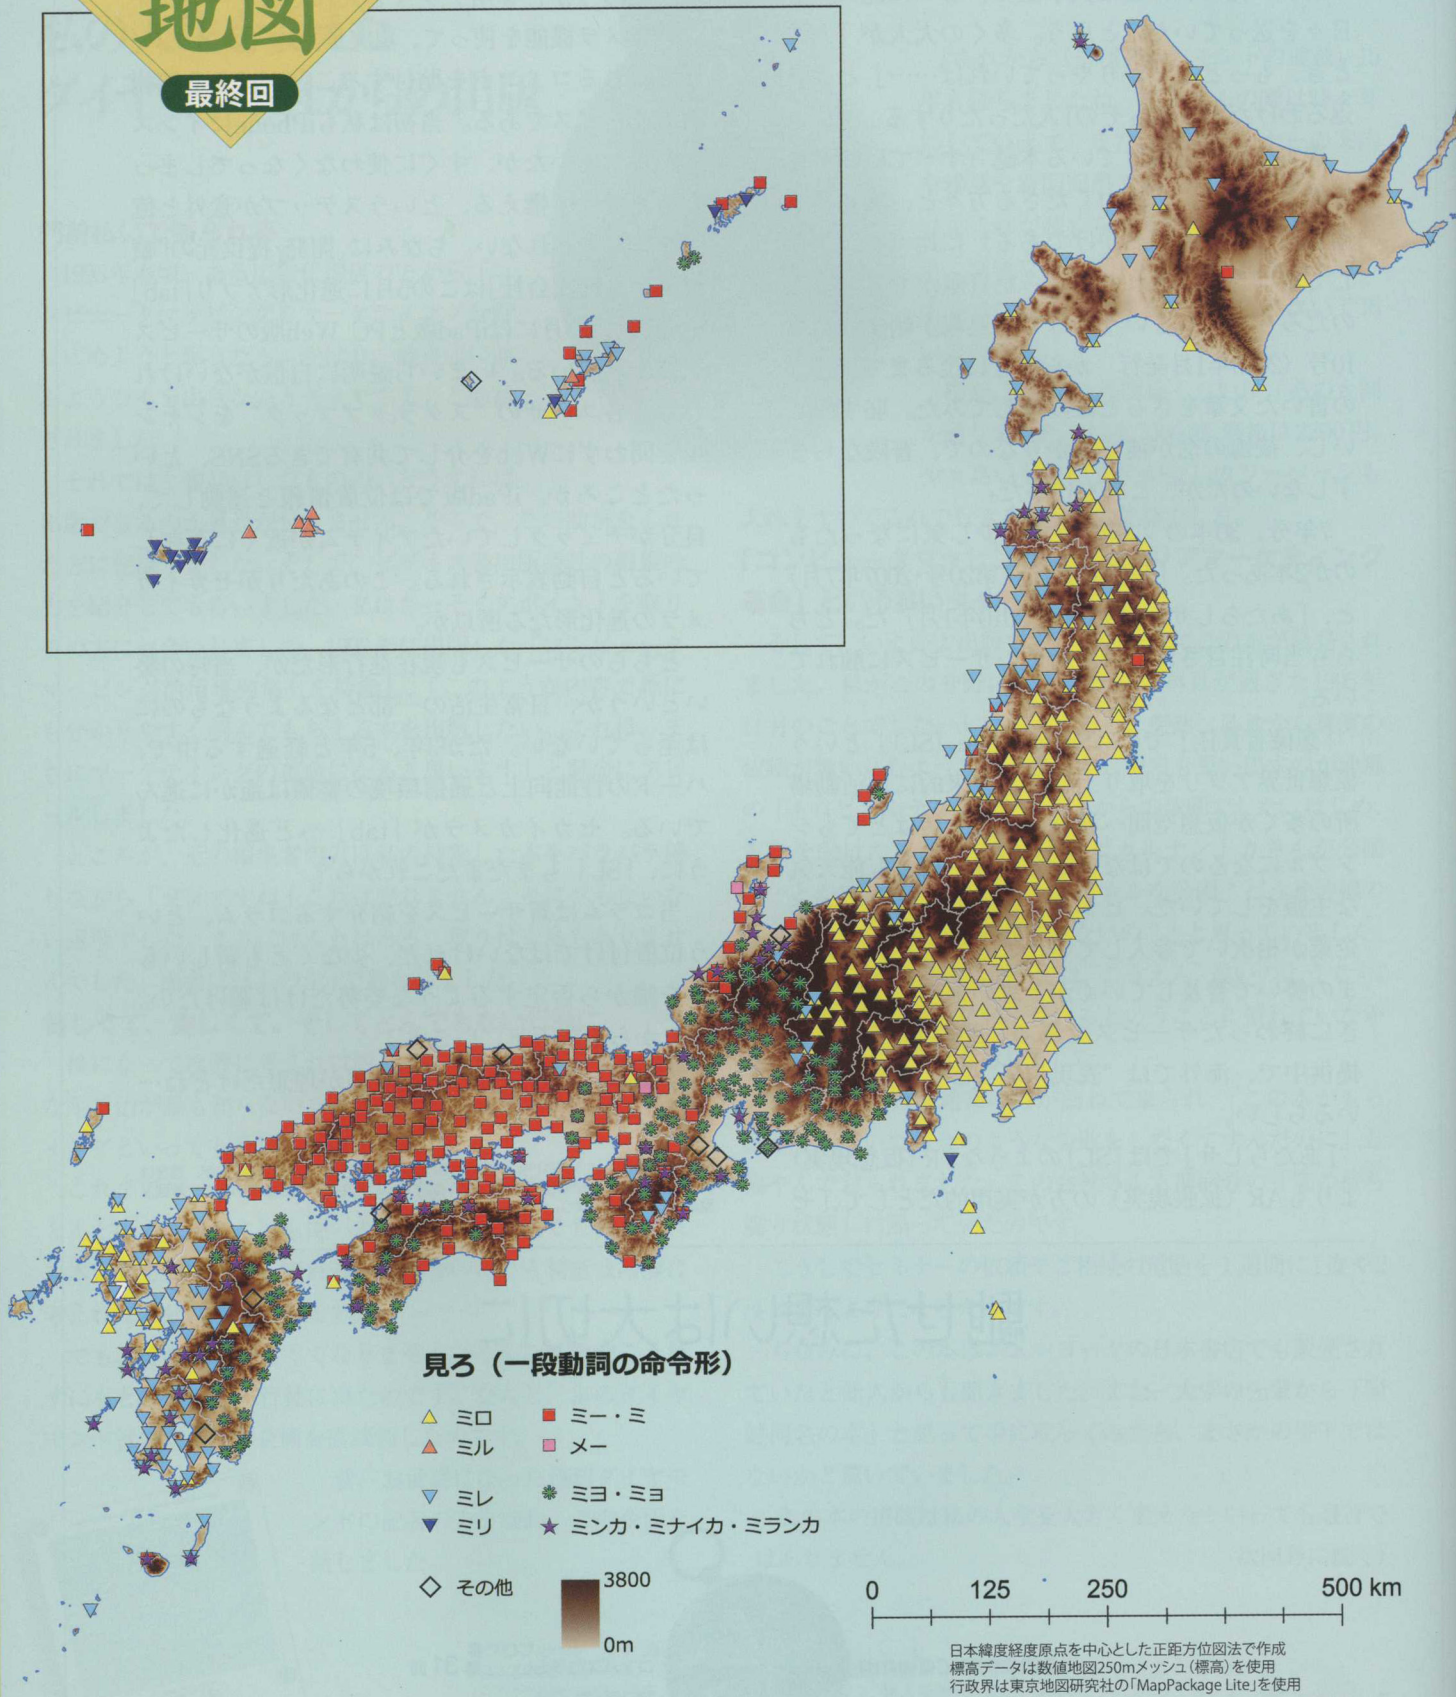 地図
最終回
見ろ（一段動詞の命令形）
ミロ
ミー・ミ
ミル
メー
ミレ
ミヨ・ミョ
ミリ
ミンカ・ミナイカ・ミランカ
その他
3800
0m
0 125 250 500 km
日本緯度経度原点を中心とした正距方位図法で作成
標高データは数値地図250mメッシュ（標高）を使用
行政界は東京地図研究社の「MapPackage Lite」を使用